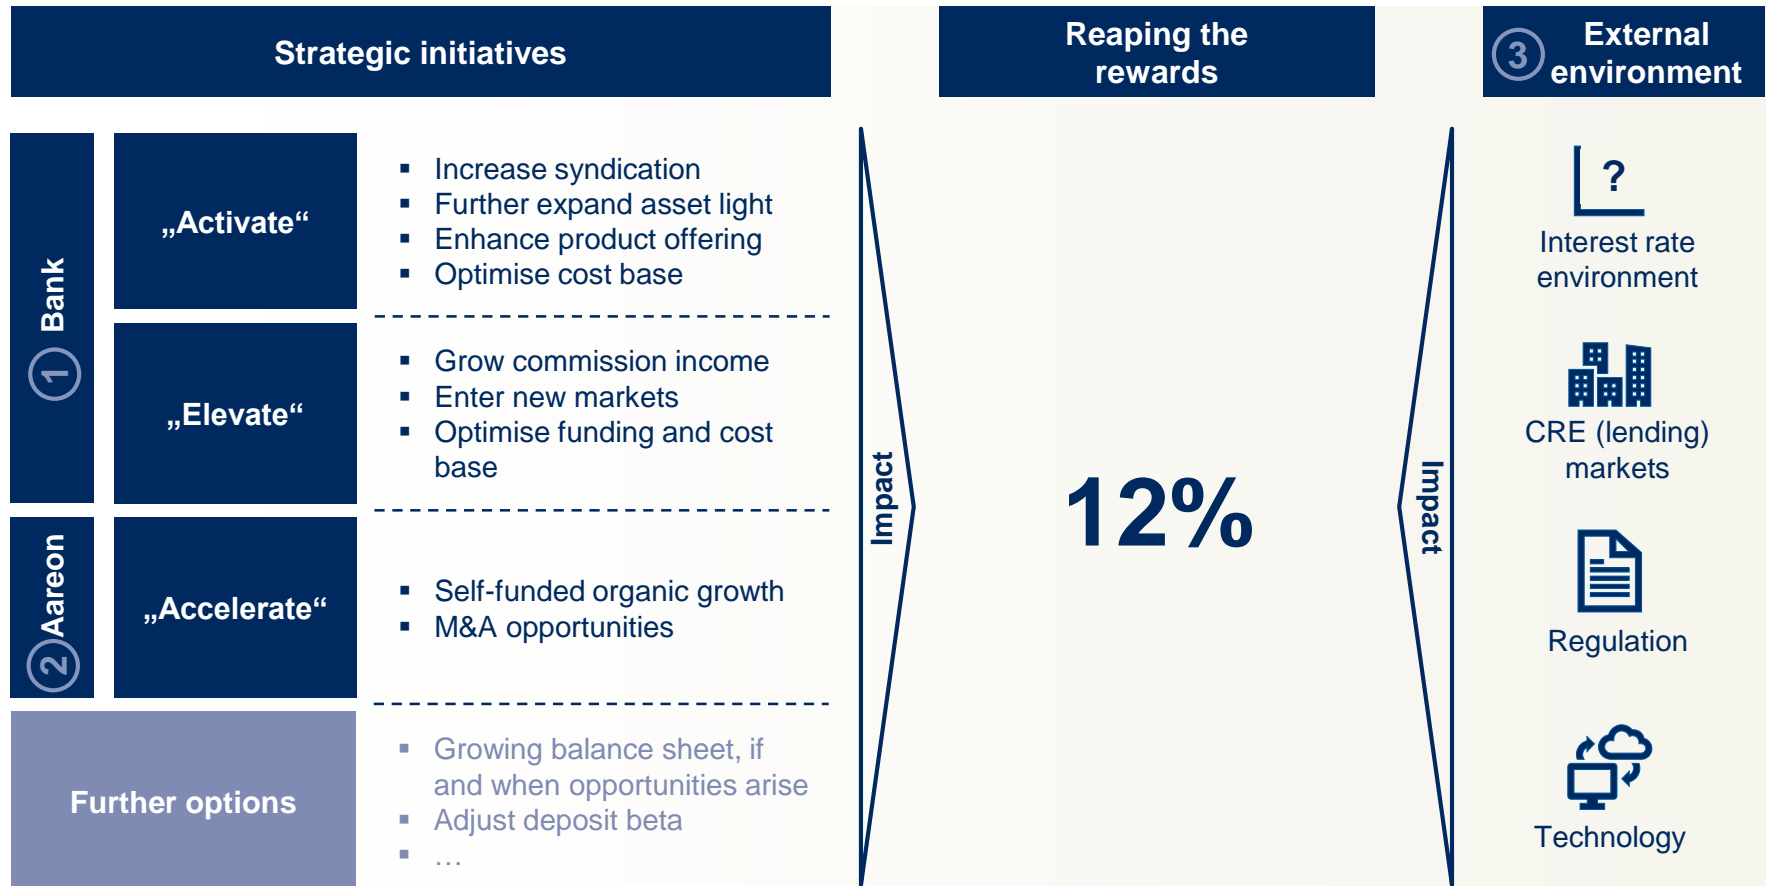 Strategic initiatives
Reaping the
rewards
3
External
environment
1 Bank
„Activate“
▪ Increase syndication
▪ Further expand asset light
▪ Enhance product offering
▪ Optimise cost base
„Elevate“
▪ Grow commission income
▪ Enter new markets
▪ Optimise funding and cost
base
2 Aareon
„Accelerate“
▪ Self-funded organic growth
▪ M&A opportunities
Further options
▪ Growing balance sheet, if
and when opportunities arise
▪ Adjust deposit beta
▪ …
Impact
12%
Impact
?
Interest rate
environment
CRE (lending)
markets
Regulation
Technology